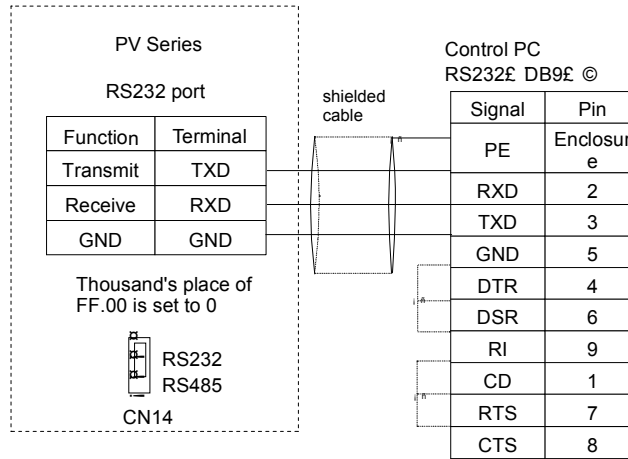 PV Series
RS232 port
Function Terminal
Transmit TXD
Receive RXD
GND GND
Thousand's place of
FF.00 is set to 0
RS232
RS485
CN14
shielded
cable
Control PC
RS232£ DB9£ ©
Signal Pin
PE Enclosur
e
RXD 2
TXD 3
GND 5
DTR 4
DSR 6
RI 9
CD 1
RTS 7
CTS 8